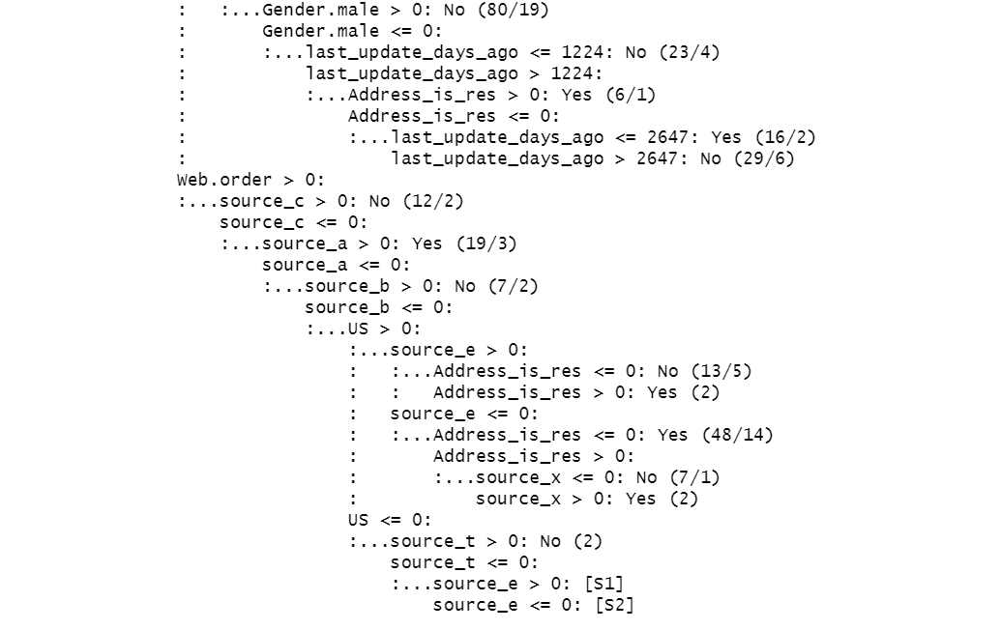 :   :...Gender.male > 0: No (80/19)
:       Gender.male <= 0:
:       :...last_update_days_ago <= 1224: No (23/4)
:           last_update_days_ago > 1224:
:           :...Address_is_res > 0: Yes (6/1)
:               Address_is_res <= 0:
:               :...last_update_days_ago <= 2647: Yes (16/2)
:                   last_update_days_ago > 2647: No (29/6)
Web.order > 0:
:...source_c > 0: No (12/2)
    source_c <= 0:
    :...source_a > 0: Yes (19/3)
        source_a <= 0:
        :...source_b > 0: No (7/2)
            source_b <= 0:
            :...US > 0:
                :...source_e > 0:
                :   :...Address_is_res <= 0: No (13/5)
                :   :   Address_is_res > 0: Yes (2)
                :   source_e <= 0:
                :   :...Address_is_res <= 0: Yes (48/14)
                :       Address_is_res > 0:
                :       :...source_x <= 0: No (7/1)
                :           source_x > 0: Yes (2)
                US <= 0:
                :...source_t > 0: No (2)
                    source_t <= 0:
                    :...source_e > 0: [S1]
                        source_e <= 0: [S2]